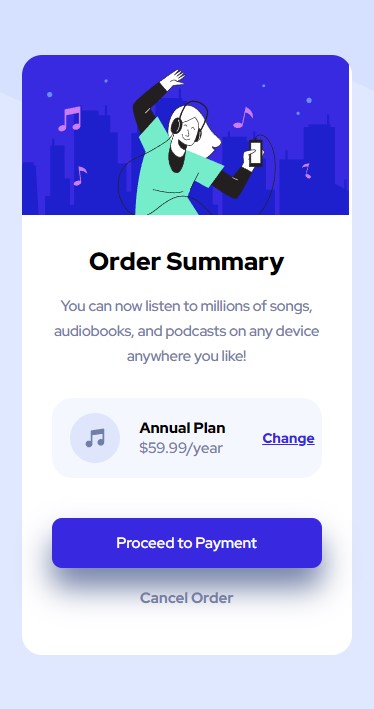 Order Summary
You can now listen to millions of songs,
audiobooks, and podcasts on any device
anywhere you like!
Annual Plan
$59.99/year
Change
Proceed to Payment
Cancel Order